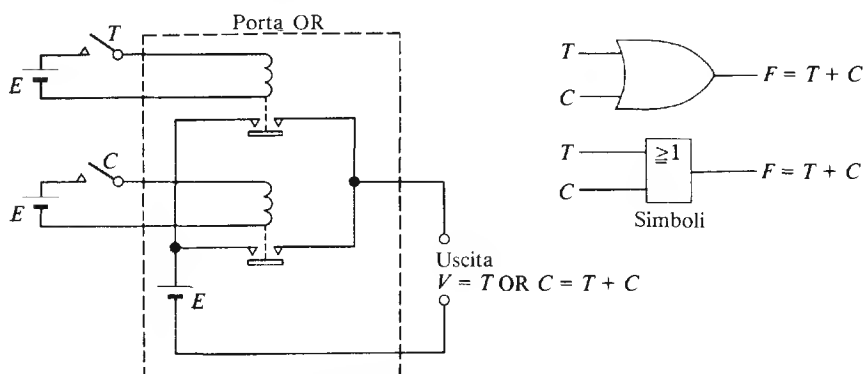 Porta OR
T
E
C
E
E
Uscita
V = T OR C = T + C
T
C
F = T + C
T
C
≧1
F = T + C
Simboli